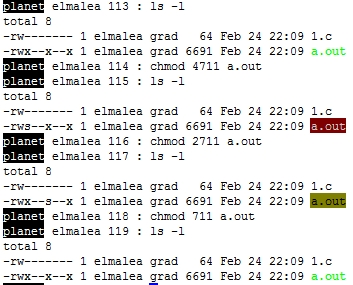 planet elmalea 113 : ls -l
total 8
-rw------- 1 elmalea grad   64 Feb 24 22:09 1.c
-rwx--x--x 1 elmalea grad 6691 Feb 24 22:09 a.out
planet elmalea 114 : chmod 4711 a.out
planet elmalea 115 : ls -l
total 8
-rw------- 1 elmalea grad   64 Feb 24 22:09 1.c
-rws--x--x 1 elmalea grad 6691 Feb 24 22:09 a.out
planet elmalea 116 : chmod 2711 a.out
planet elmalea 117 : ls -l
total 8
-rw------- 1 elmalea grad   64 Feb 24 22:09 1.c
-rwx--s--x 1 elmalea grad 6691 Feb 24 22:09 a.out
planet elmalea 118 : chmod 711 a.out
planet elmalea 119 : ls -l
total 8
-rw------- 1 elmalea grad   64 Feb 24 22:09 1.c
-rwx--x--x 1 elmalea grad 6691 Feb 24 22:09 a.out